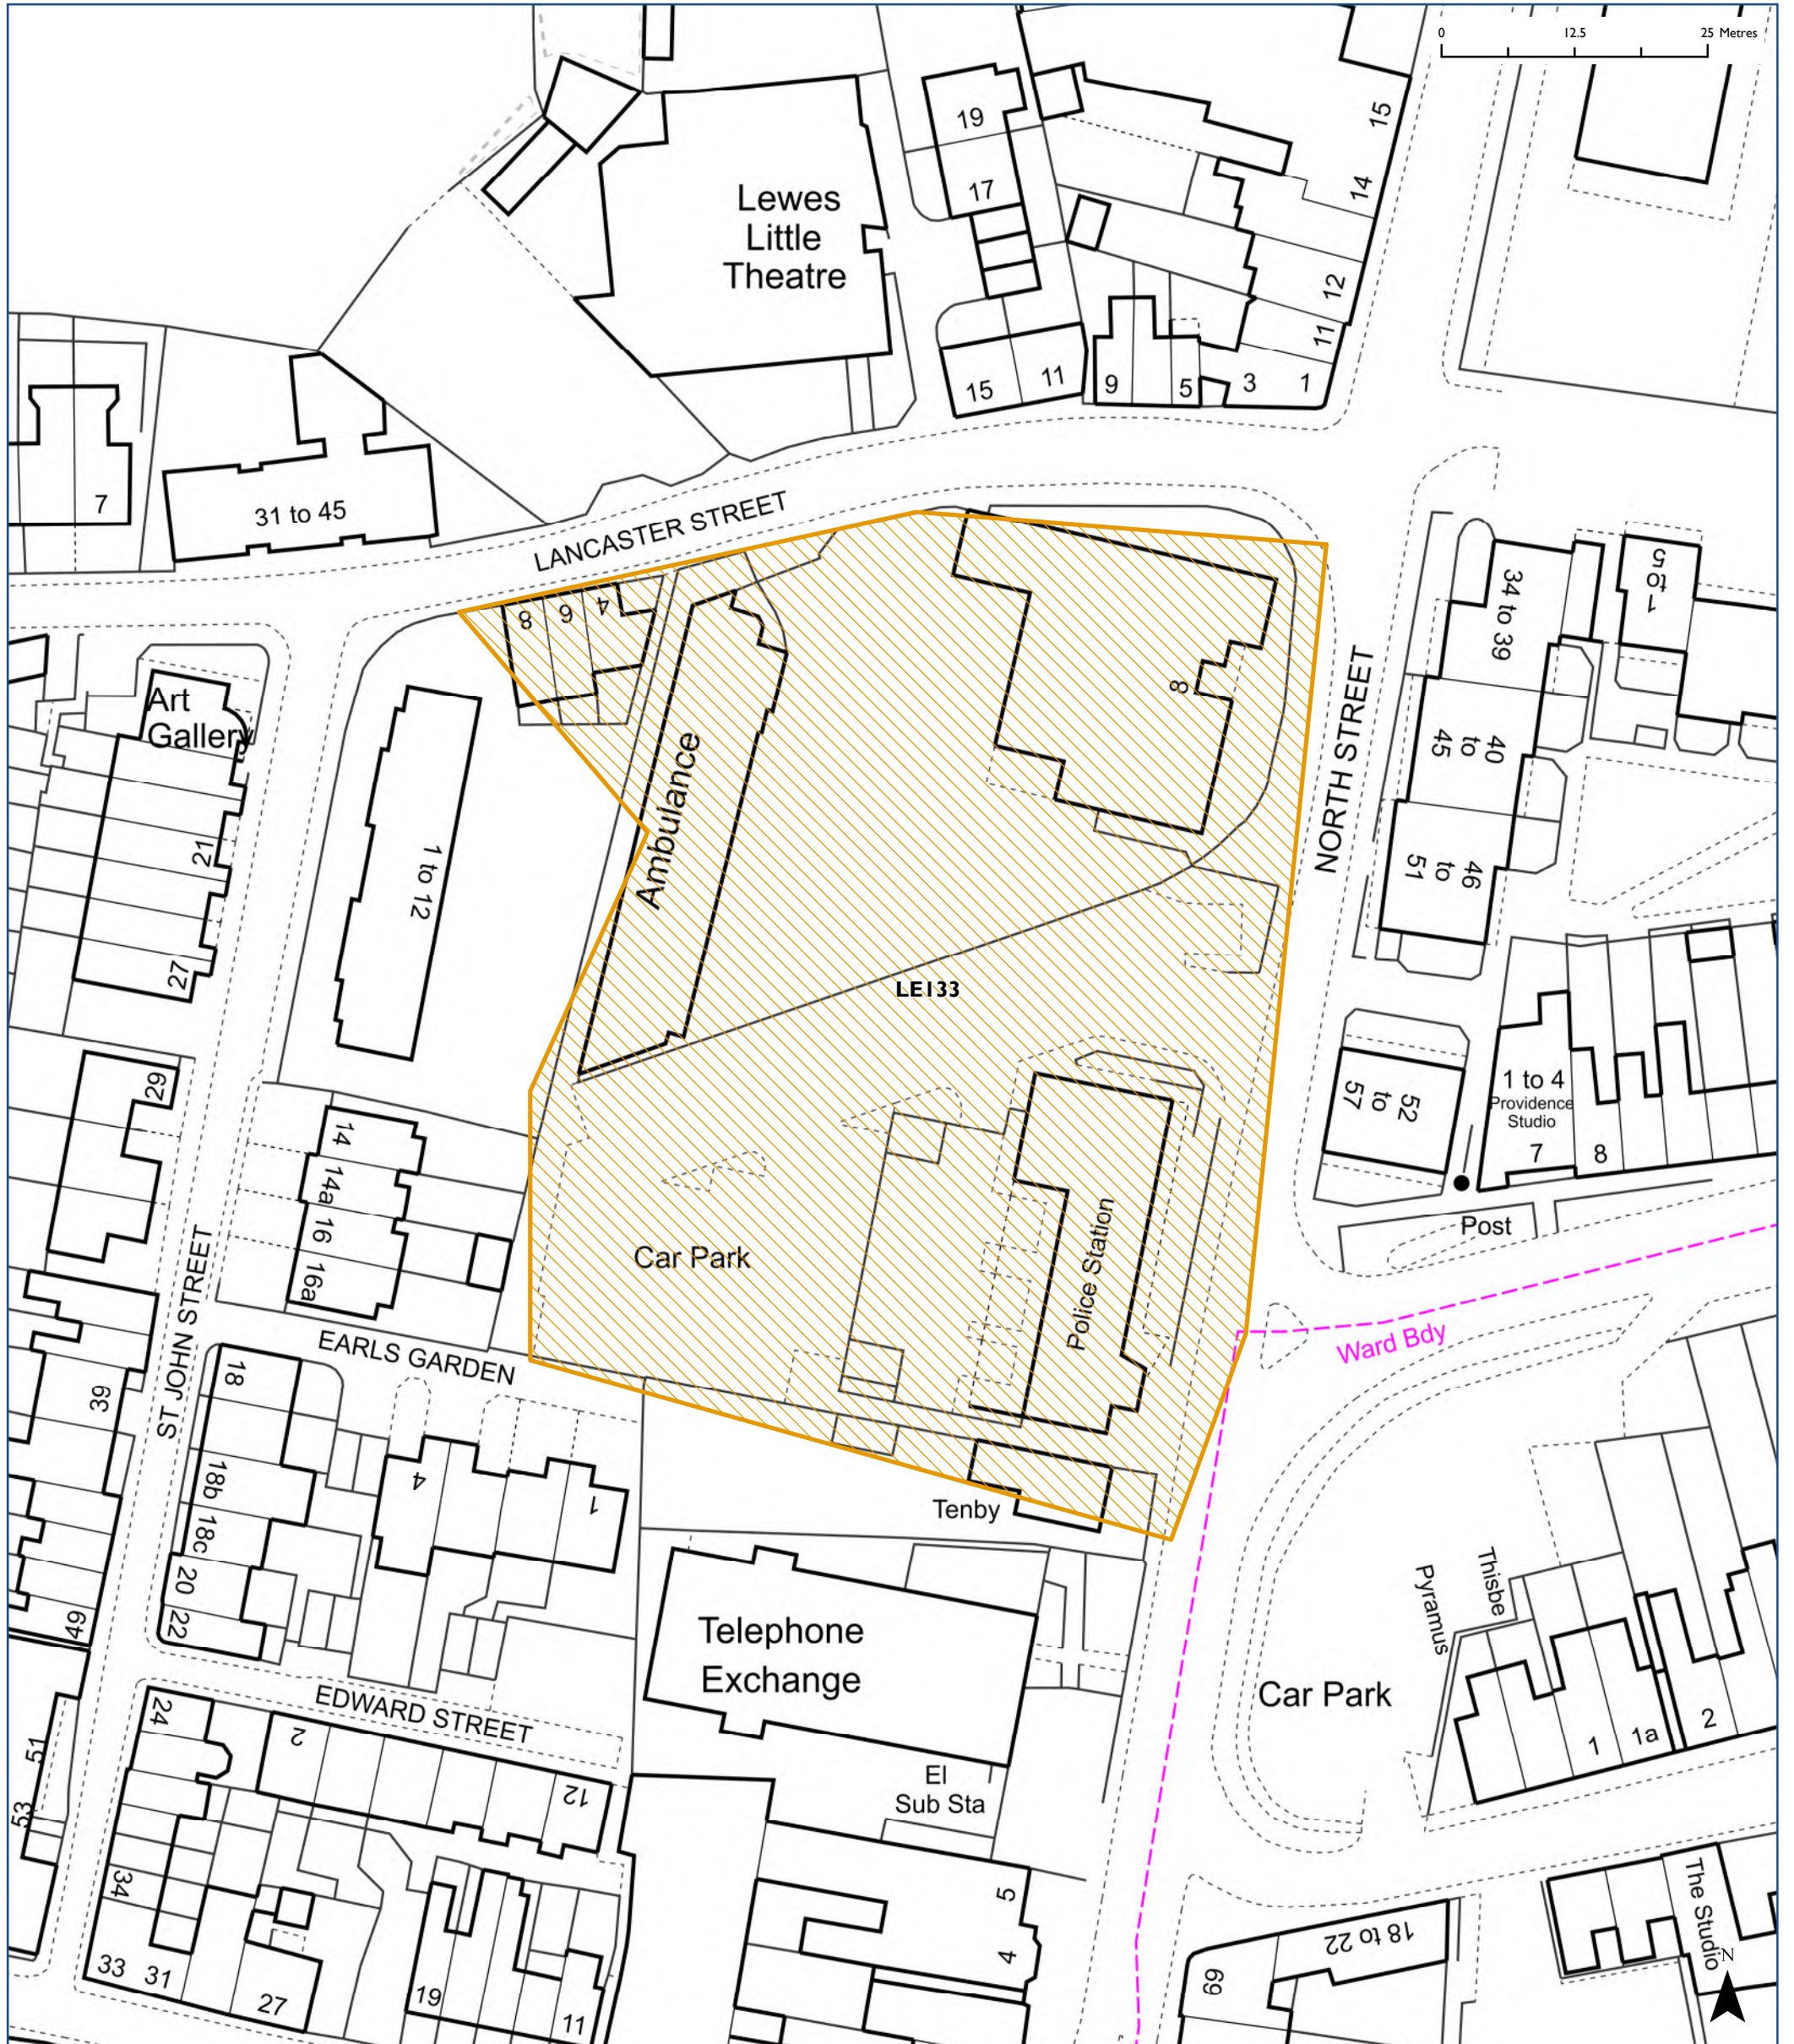 0 12.5 25 Metres
19
17
15
14
12
11
Lewes
Little
Theatre
15
11
9
5
3
1
7
31 to 45
LANCASTER STREET
8
6
4
8
34 to 39
1 to 5
Art
Gallery
40
to
45
NORTH STREET
Ambulance
21
1 to 12
46
to
51
27
LE133
29
52
to
57
1 to 4
Providence
Studio
7
8
14
14a
16
16a
Post
Car Park
Police Station
ST JOHN STREET
EARLS GARDEN
Ward Bdy
18
39
18b
18c
4
1
Tenby
20
22
49
Thisbe
Pyramus
Telephone
Exchange
Car Park
24
EDWARD STREET
2
12
1
1a
2
51
53
El
Sub Sta
34
5
4
The Studio
33
31
27
19
11
69
18 to 22
N